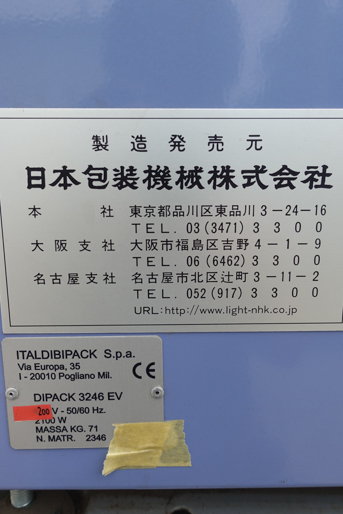 製造発売元
日本包装機械株式会社
本社 東京都品川区東品川3-24-16
TEL. 03 (3471) 3300
大阪支社 大阪市福島区吉野4-1-9
TEL. 06 (6462) 3300
名古屋支社 名古屋市北区辻町3-11-2
TEL. 052 (917) 3300
URL: http://www.light-nhk.co.jp
ITALDIBIPACK S.p.a.
Via Europa, 35
I - 20010 Pogliano Mil.
CE
DIPACK 3246 EV
200 V - 50/60 Hz.
2100 W
MASSA KG. 71
N. MATR. 2346